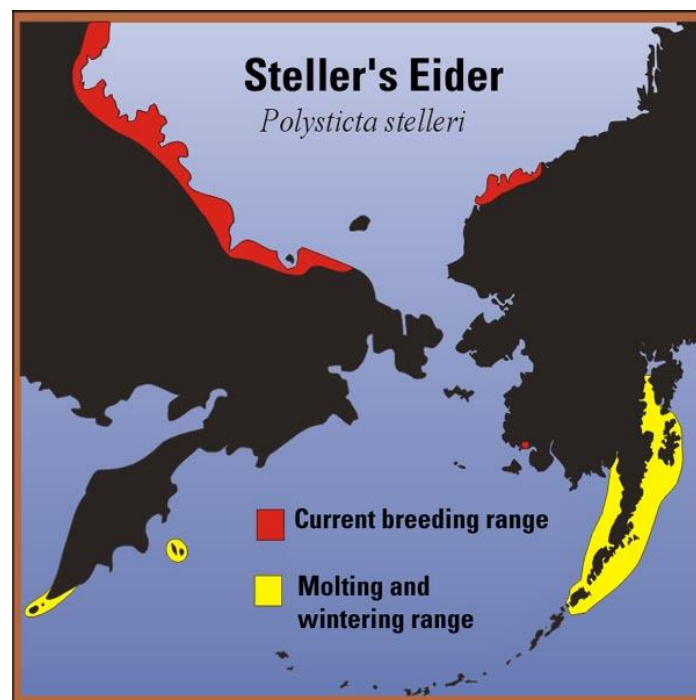 Steller's Eider
Polysticta stelleri
Current breeding range
Molting and
wintering range